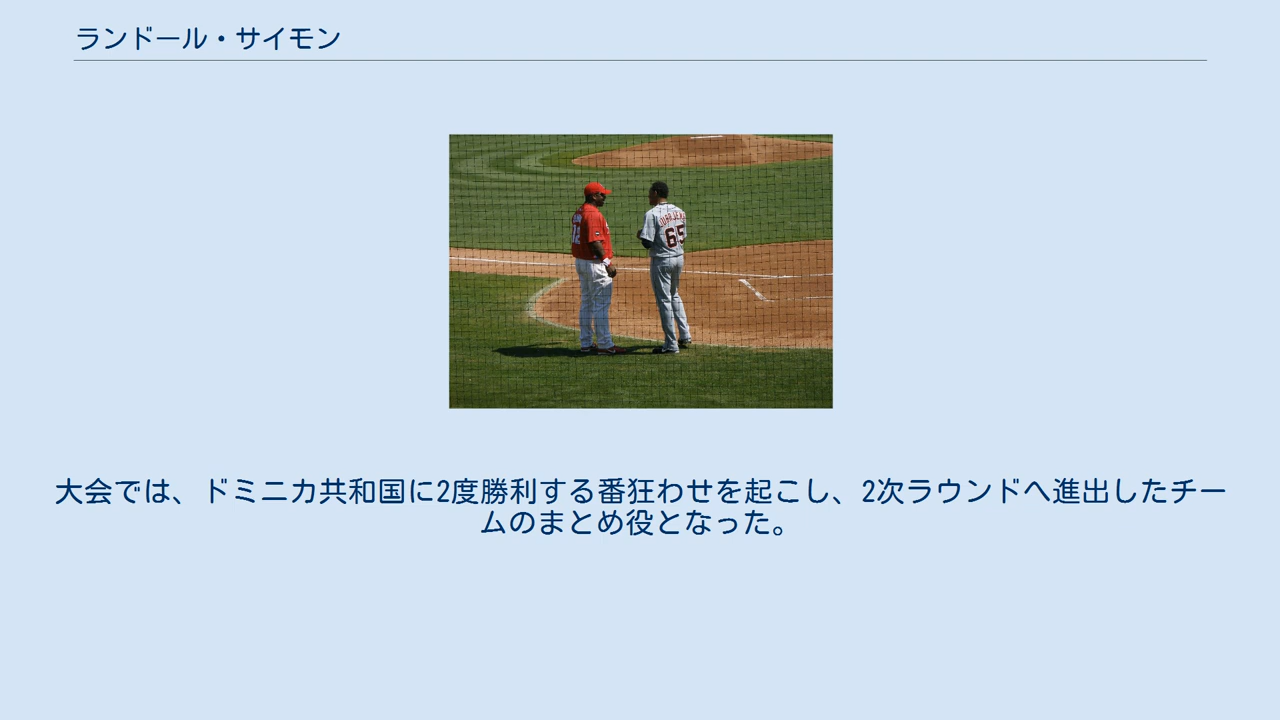 ランドール・サイモン
65
大会では、ドミニカ共和国に2度勝利する番狂わせを起こし、2次ラウンドへ進出したチー
ムのまとめ役となった。